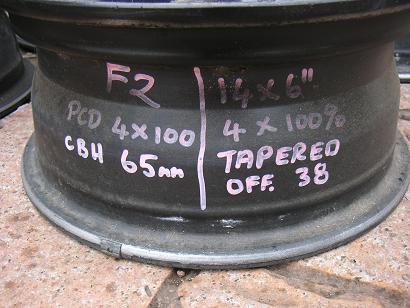 F2
PCD 4x100
CBH 65mm
14x6"
4 x 100%
TAPERED
OFF. 38